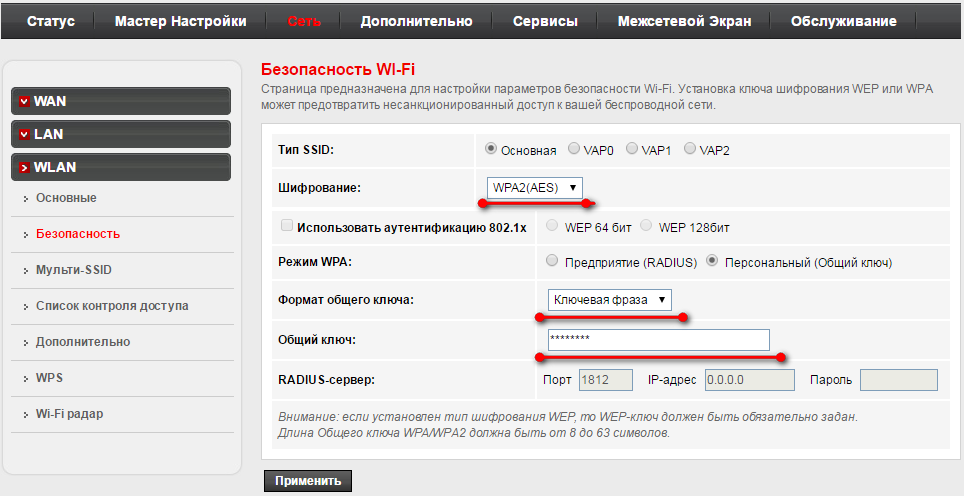 Статус Мастер Настройки Сеть Дополнительно Сервисы Межсетевой Экран Обслуживание
WAN
LAN
WLAN
Основные
Безопасность
Мульти-SSID
Список контроля доступа
Дополнительно
WPS
Wi-Fi радар
Безопасность WI-Fi
Страница предназначена для настройки параметров безопасности Wi-Fi. Установка ключа шифрования WEP или WPA
может предотвратить несанкционированный доступ к вашей беспроводной сети.
Тип SSID: Основная VAP0 VAP1 VAP2
Шифрование: WPA2(AES)
Использовать аутентификацию 802.1x WEP 64 бит WEP 128бит
Режим WPA: Предприятие (RADIUS) Персональный (Общий ключ)
Формат общего ключа: Ключевая фраза
Общий ключ: ********
RADIUS-сервер: Порт 1812 IP-адрес 0.0.0.0 Пароль
Внимание: если установлен тип шифрования WEP, то WEP-ключ должен быть обязательно задан.
Длина Общего ключа WPA/WPA2 должна быть от 8 до 63 символов.
Применить